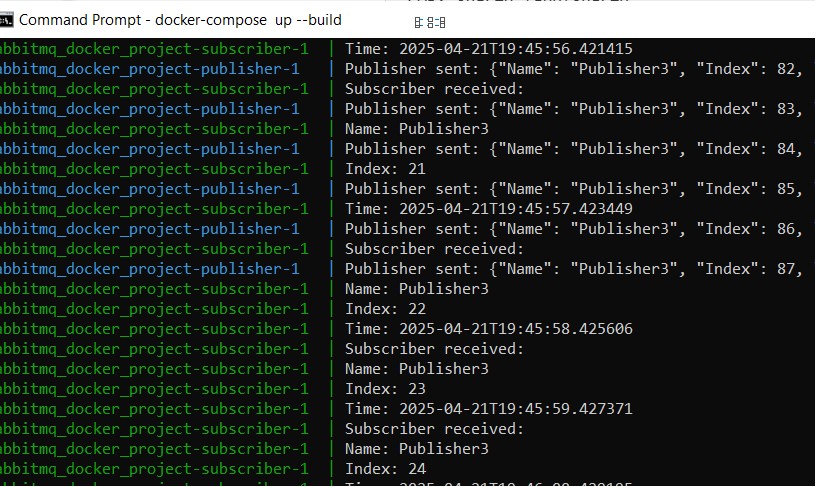 Command Prompt - docker-compose  up --build
abbitmq_docker_project-subscriber-1  | Time: 2025-04-21T19:45:56.421415
abbitmq_docker_project-publisher-1   | Publisher sent: {"Name": "Publisher3", "Index": 82,
abbitmq_docker_project-subscriber-1  | Subscriber received:
abbitmq_docker_project-publisher-1   | Publisher sent: {"Name": "Publisher3", "Index": 83,
abbitmq_docker_project-subscriber-1  | Name: Publisher3
abbitmq_docker_project-publisher-1   | Publisher sent: {"Name": "Publisher3", "Index": 84,
abbitmq_docker_project-subscriber-1  | Index: 21
abbitmq_docker_project-publisher-1   | Publisher sent: {"Name": "Publisher3", "Index": 85,
abbitmq_docker_project-subscriber-1  | Time: 2025-04-21T19:45:57.423449
abbitmq_docker_project-publisher-1   | Publisher sent: {"Name": "Publisher3", "Index": 86,
abbitmq_docker_project-subscriber-1  | Subscriber received:
abbitmq_docker_project-publisher-1   | Publisher sent: {"Name": "Publisher3", "Index": 87,
abbitmq_docker_project-subscriber-1  | Name: Publisher3
abbitmq_docker_project-subscriber-1  | Index: 22
abbitmq_docker_project-subscriber-1  | Time: 2025-04-21T19:45:58.425606
abbitmq_docker_project-subscriber-1  | Subscriber received:
abbitmq_docker_project-subscriber-1  | Name: Publisher3
abbitmq_docker_project-subscriber-1  | Index: 23
abbitmq_docker_project-subscriber-1  | Time: 2025-04-21T19:45:59.427371
abbitmq_docker_project-subscriber-1  | Subscriber received:
abbitmq_docker_project-subscriber-1  | Name: Publisher3
abbitmq_docker_project-subscriber-1  | Index: 24